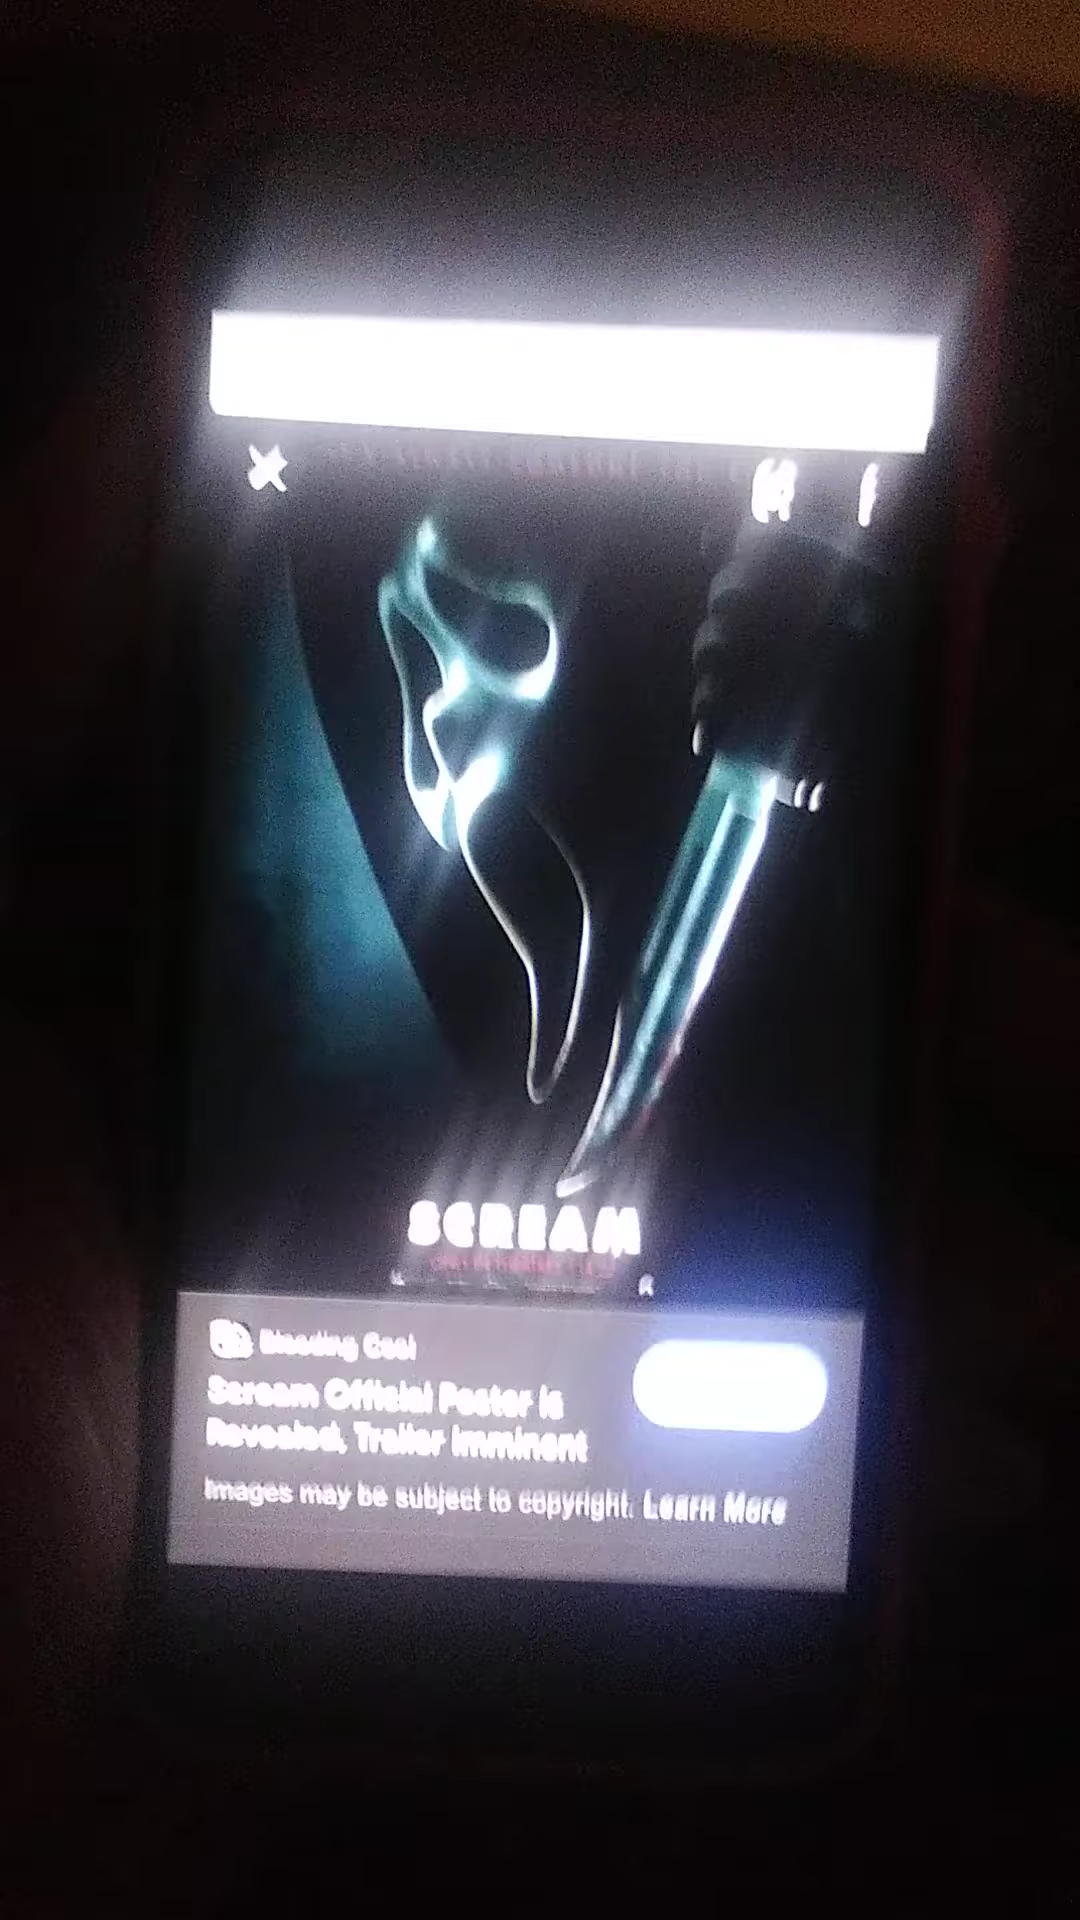 SCREAM
Bleeding Cool
Scream Official Poster is
Revealed, Trailer Imminent
Images may be subject to copyright. Learn More